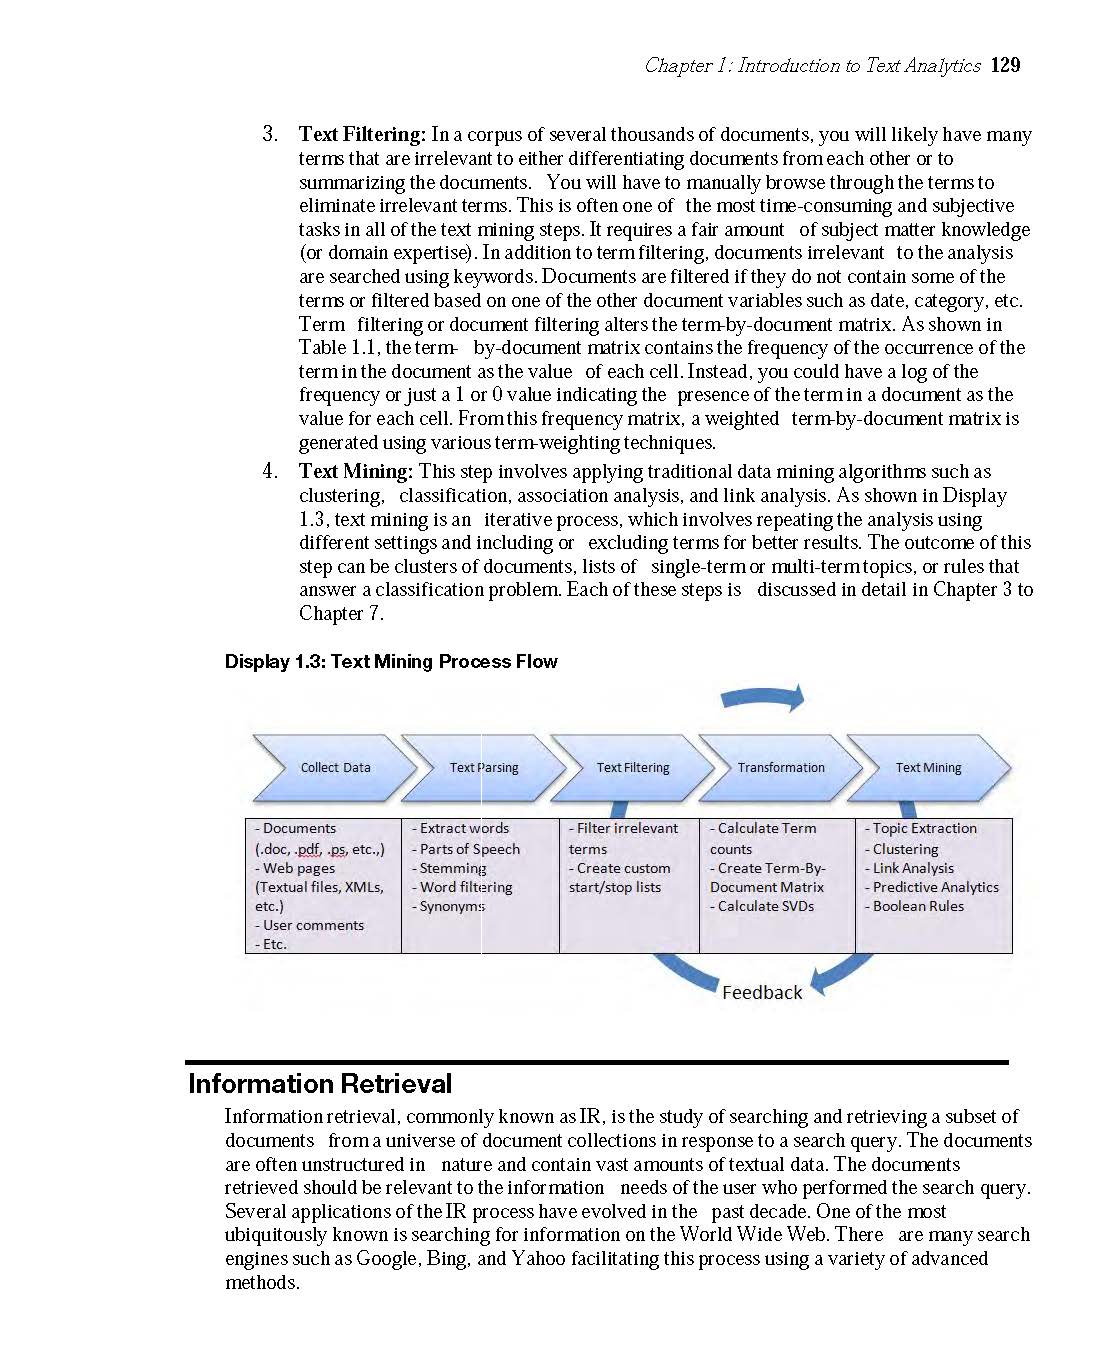 Chapter 1: Introduction to Text Analytics 129
3. Text Filtering: In a corpus of several thousands of documents, you will likely have many
terms that are irrelevant to either differentiating documents from each other or to
summarizing the documents. You will have to manually browse through the terms to
eliminate irrelevant terms. This is often one of the most time-consuming and subjective
tasks in all of the text mining steps. It requires a fair amount of subject matter knowledge
(or domain expertise). In addition to term filtering, documents irrelevant to the analysis
are searched using keywords. Documents are filtered if they do not contain some of the
terms or filtered based on one of the other document variables such as date, category, etc.
Term filtering or document filtering alters the term-by-document matrix. As shown in
Table 1.1, the term- by-document matrix contains the frequency of the occurrence of the
term in the document as the value of each cell. Instead, you could have a log of the
frequency or just a 1 or 0 value indicating the presence of the term in a document as the
value for each cell. From this frequency matrix, a weighted term-by-document matrix is
generated using various term-weighting techniques.
4. Text Mining: This step involves applying traditional data mining algorithms such as
clustering, classification, association analysis, and link analysis. As shown in Display
1.3, text mining is an iterative process, which involves repeating the analysis using
different settings and including or excluding terms for better results. The outcome of this
step can be clusters of documents, lists of single-term or multi-term topics, or rules that
answer a classification problem. Each of these steps is discussed in detail in Chapter 3 to
Chapter 7.
Display 1.3: Text Mining Process Flow
Collect Data
Text Parsing
Text Filtering
Transformation
Text Mining
- Documents
(.doc, .pdf, .ps, etc.,)
- Web pages
(Textual files, XMLs,
etc.)
- User comments
- Etc.
- Extract words
- Parts of Speech
- Stemming
- Word filtering
- Synonyms
- Filter irrelevant
terms
- Create custom
start/stop lists
- Calculate Term
counts
- Create Term-By-
Document Matrix
- Calculate SVDs
- Topic Extraction
- Clustering
- Link Analysis
- Predictive Analytics
- Boolean Rules
Feedback
Information Retrieval
Information retrieval, commonly known as IR, is the study of searching and retrieving a subset of
documents from a universe of document collections in response to a search query. The documents
are often unstructured in nature and contain vast amounts of textual data. The documents
retrieved should be relevant to the information needs of the user who performed the search query.
Several applications of the IR process have evolved in the past decade. One of the most
ubiquitously known is searching for information on the World Wide Web. There are many search
engines such as Google, Bing, and Yahoo facilitating this process using a variety of advanced
methods.